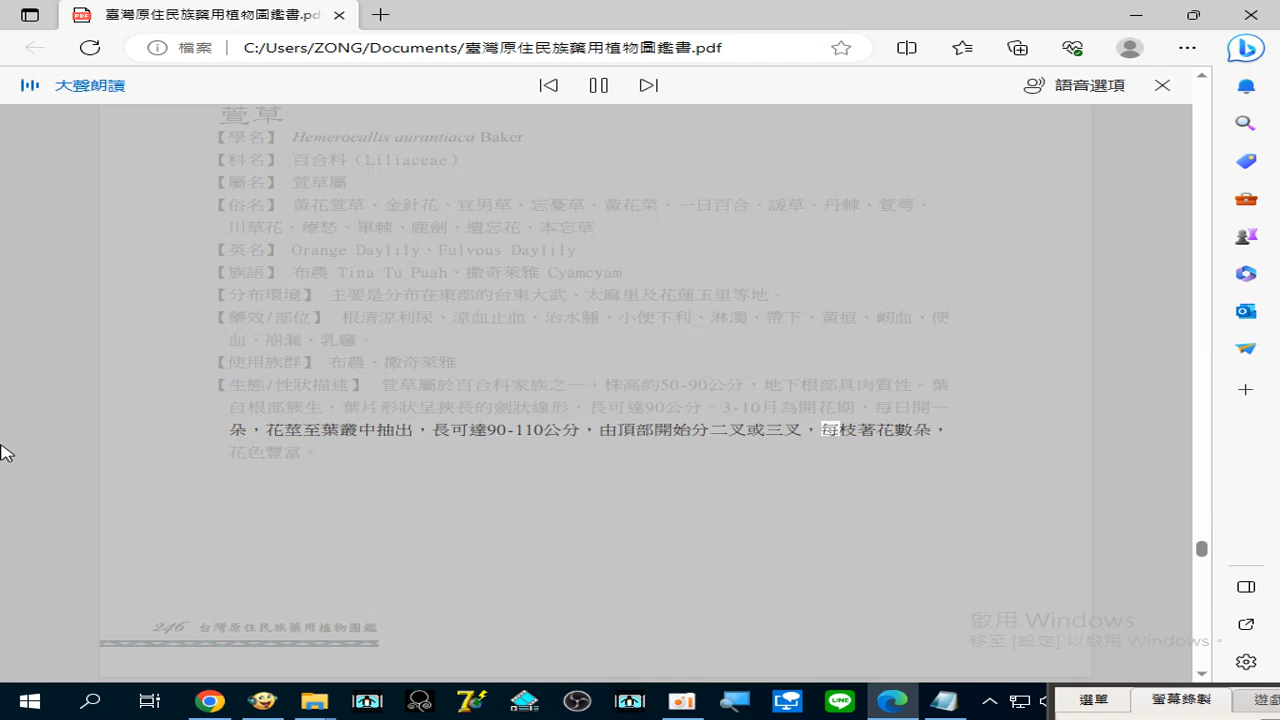 臺灣原住民族藥用植物圖鑑書.pd
檔案
C:/Users/ZONG/Documents/臺灣原住民族藥用植物圖鑑書.pdf
大聲朗讀
語音選項
萱草
【學名】 Hemerocallis aurantiaca Baker
【科名】 百合科（Liliaceae）
【屬名】 萱草屬
【俗名】 黃花萱草、金針花、宜男草、忘憂草、黃花菜、一日百合、諼草、丹棘、萱萼、
川草花、療愁、單棘、鹿劍、遺忘花、本忘草
【英名】 Orange Daylily、Fulvous Daylily
【族語】 布農 Tina Tu Puah、撒奇萊雅 Cyamcyam
【分布環境】 主要是分布在東部的台東大武、太麻里及花蓮玉里等地。
【藥效/部位】 根清涼利尿、涼血止血、治水腫、小便不利、淋濁、帶下、黃疸、衂血、便
血、崩漏、乳癰。
【使用族群】 布農、撒奇萊雅
【生態/性狀描述】 萱草屬於百合科家族之一，株高約50-90公分，地下根部具肉質性。葉
自根部簇生，葉片形狀呈狹長的劍狀線形，長可達90公分。3-10月為開花期，每日開一
朵，花莖至葉叢中抽出，長可達90-110公分，由頂部開始分二叉或三叉，每枝著花數朵，
花色豐富。
246 台灣原住民族藥用植物圖鑑
啟用 Windows
移至 [設定] 以啟用 Windows。
選單
螢幕錄製
遊戲